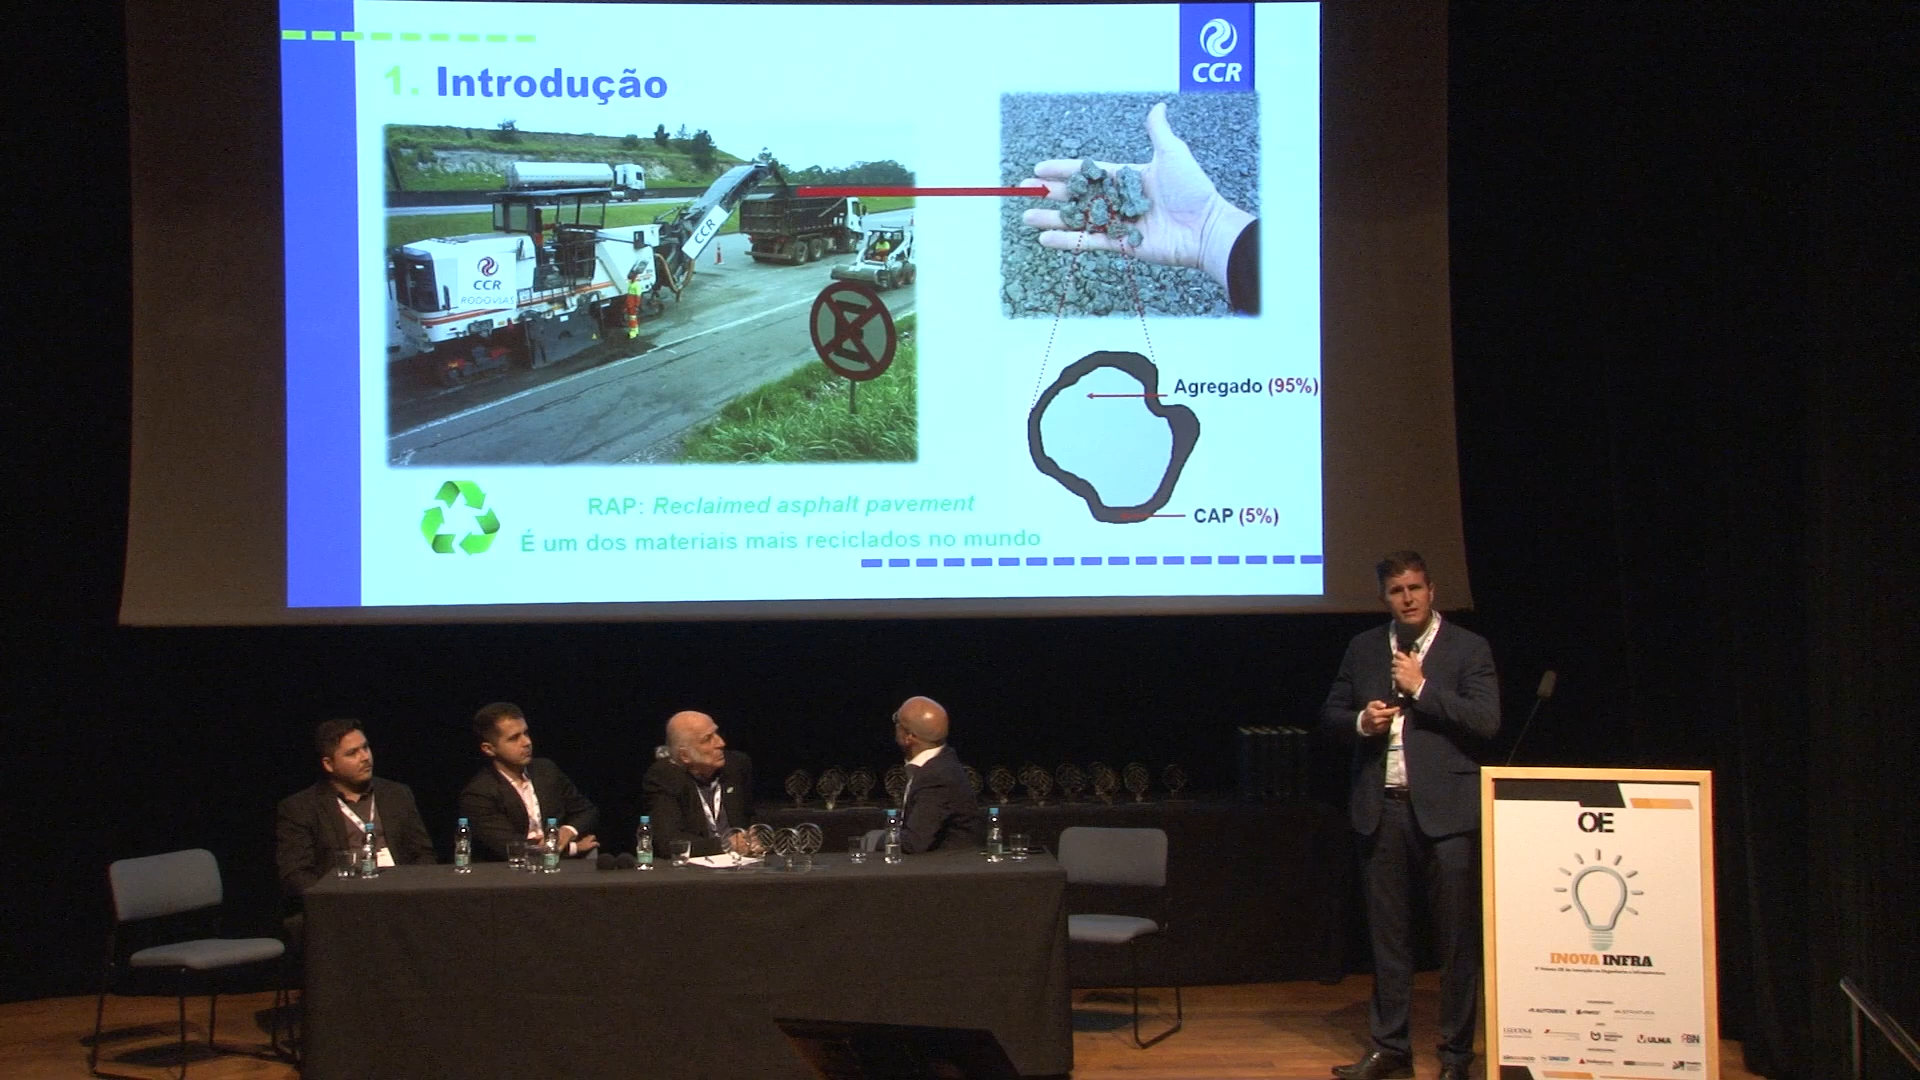 CCR
1. Introdução
CCR
CCR
RODOVIAS
Agregado (95%)
CAP (5%)
RAP: Reclaimed asphalt pavement
É um dos materiais mais reciclados no mundo
OE
INOVA INFRA
AUTODESK
ULMA